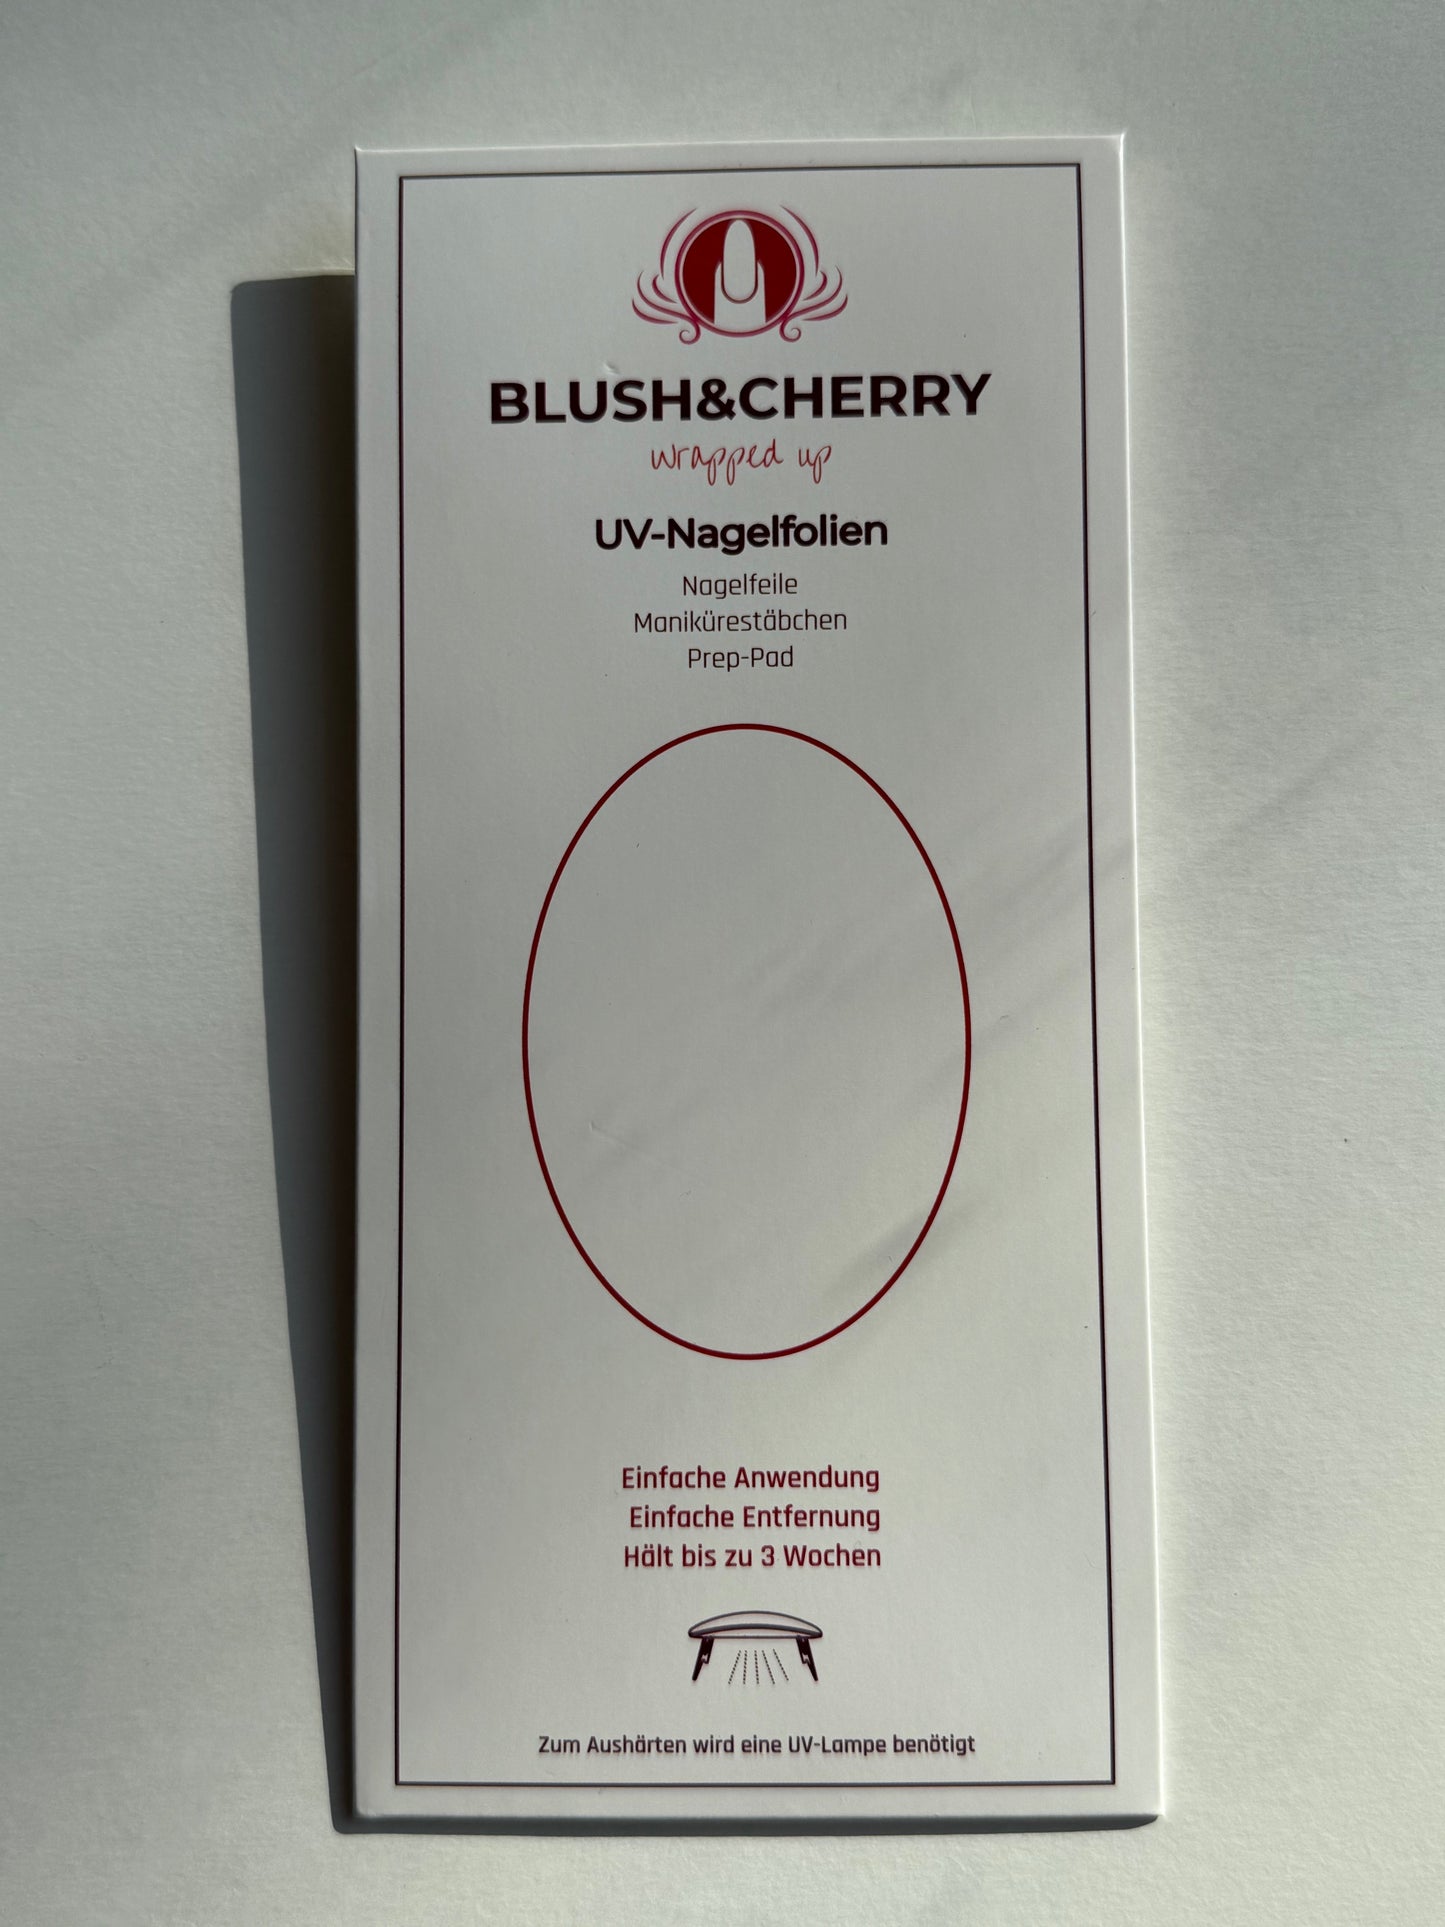 BLUSH&CHERRY
wrapped up
UV-Nagelfolien
Nagelfeile
Manikürestäbchen
Prep-Pad
Einfache Anwendung
Einfache Entfernung
Hält bis zu 3 Wochen
Zum Aushärten wird eine UV-Lampe benötigt